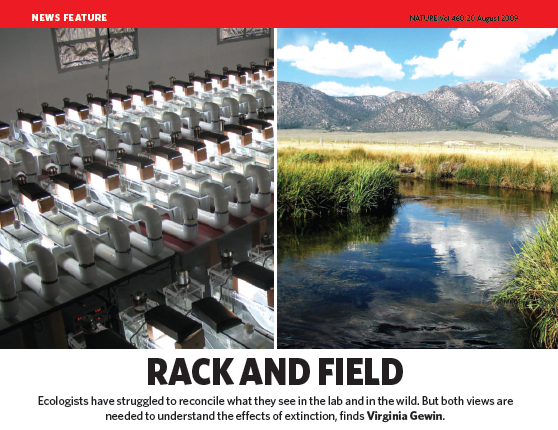 NEWS FEATURE
NATURE|Vol 460|20 August 2009
RACK AND FIELD
Ecologists have struggled to reconcile what they see in the lab and in the wild. But both views are
needed to understand the effects of extinction, finds Virginia Gewin.